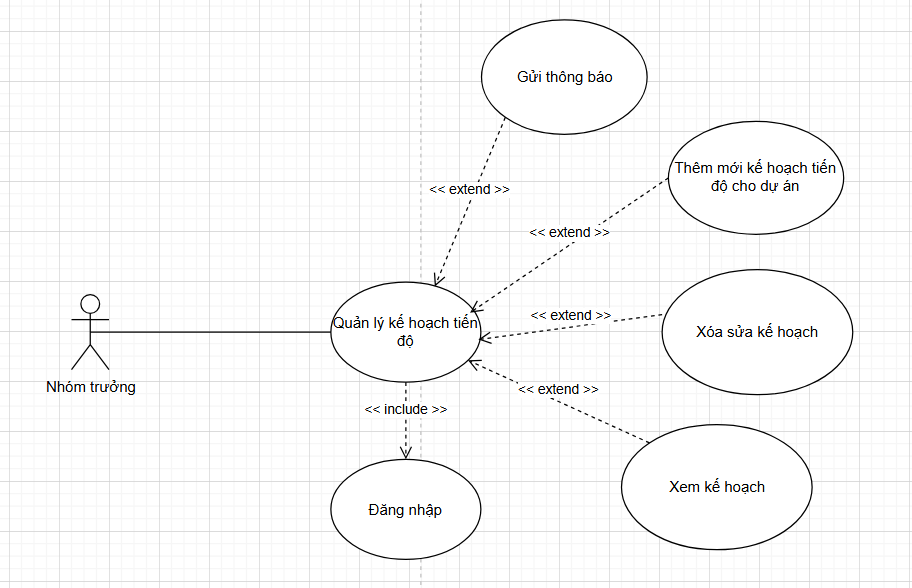 Gửi thông báo
Thêm mới kế hoạch tiến
độ cho dự án
<< extend >>
<< extend >>
<< extend >>
Quản lý kế hoạch tiến
độ
Xóa sửa kế hoạch
Nhóm trưởng
<< extend >>
<< include >>
Xem kế hoạch
Đăng nhập